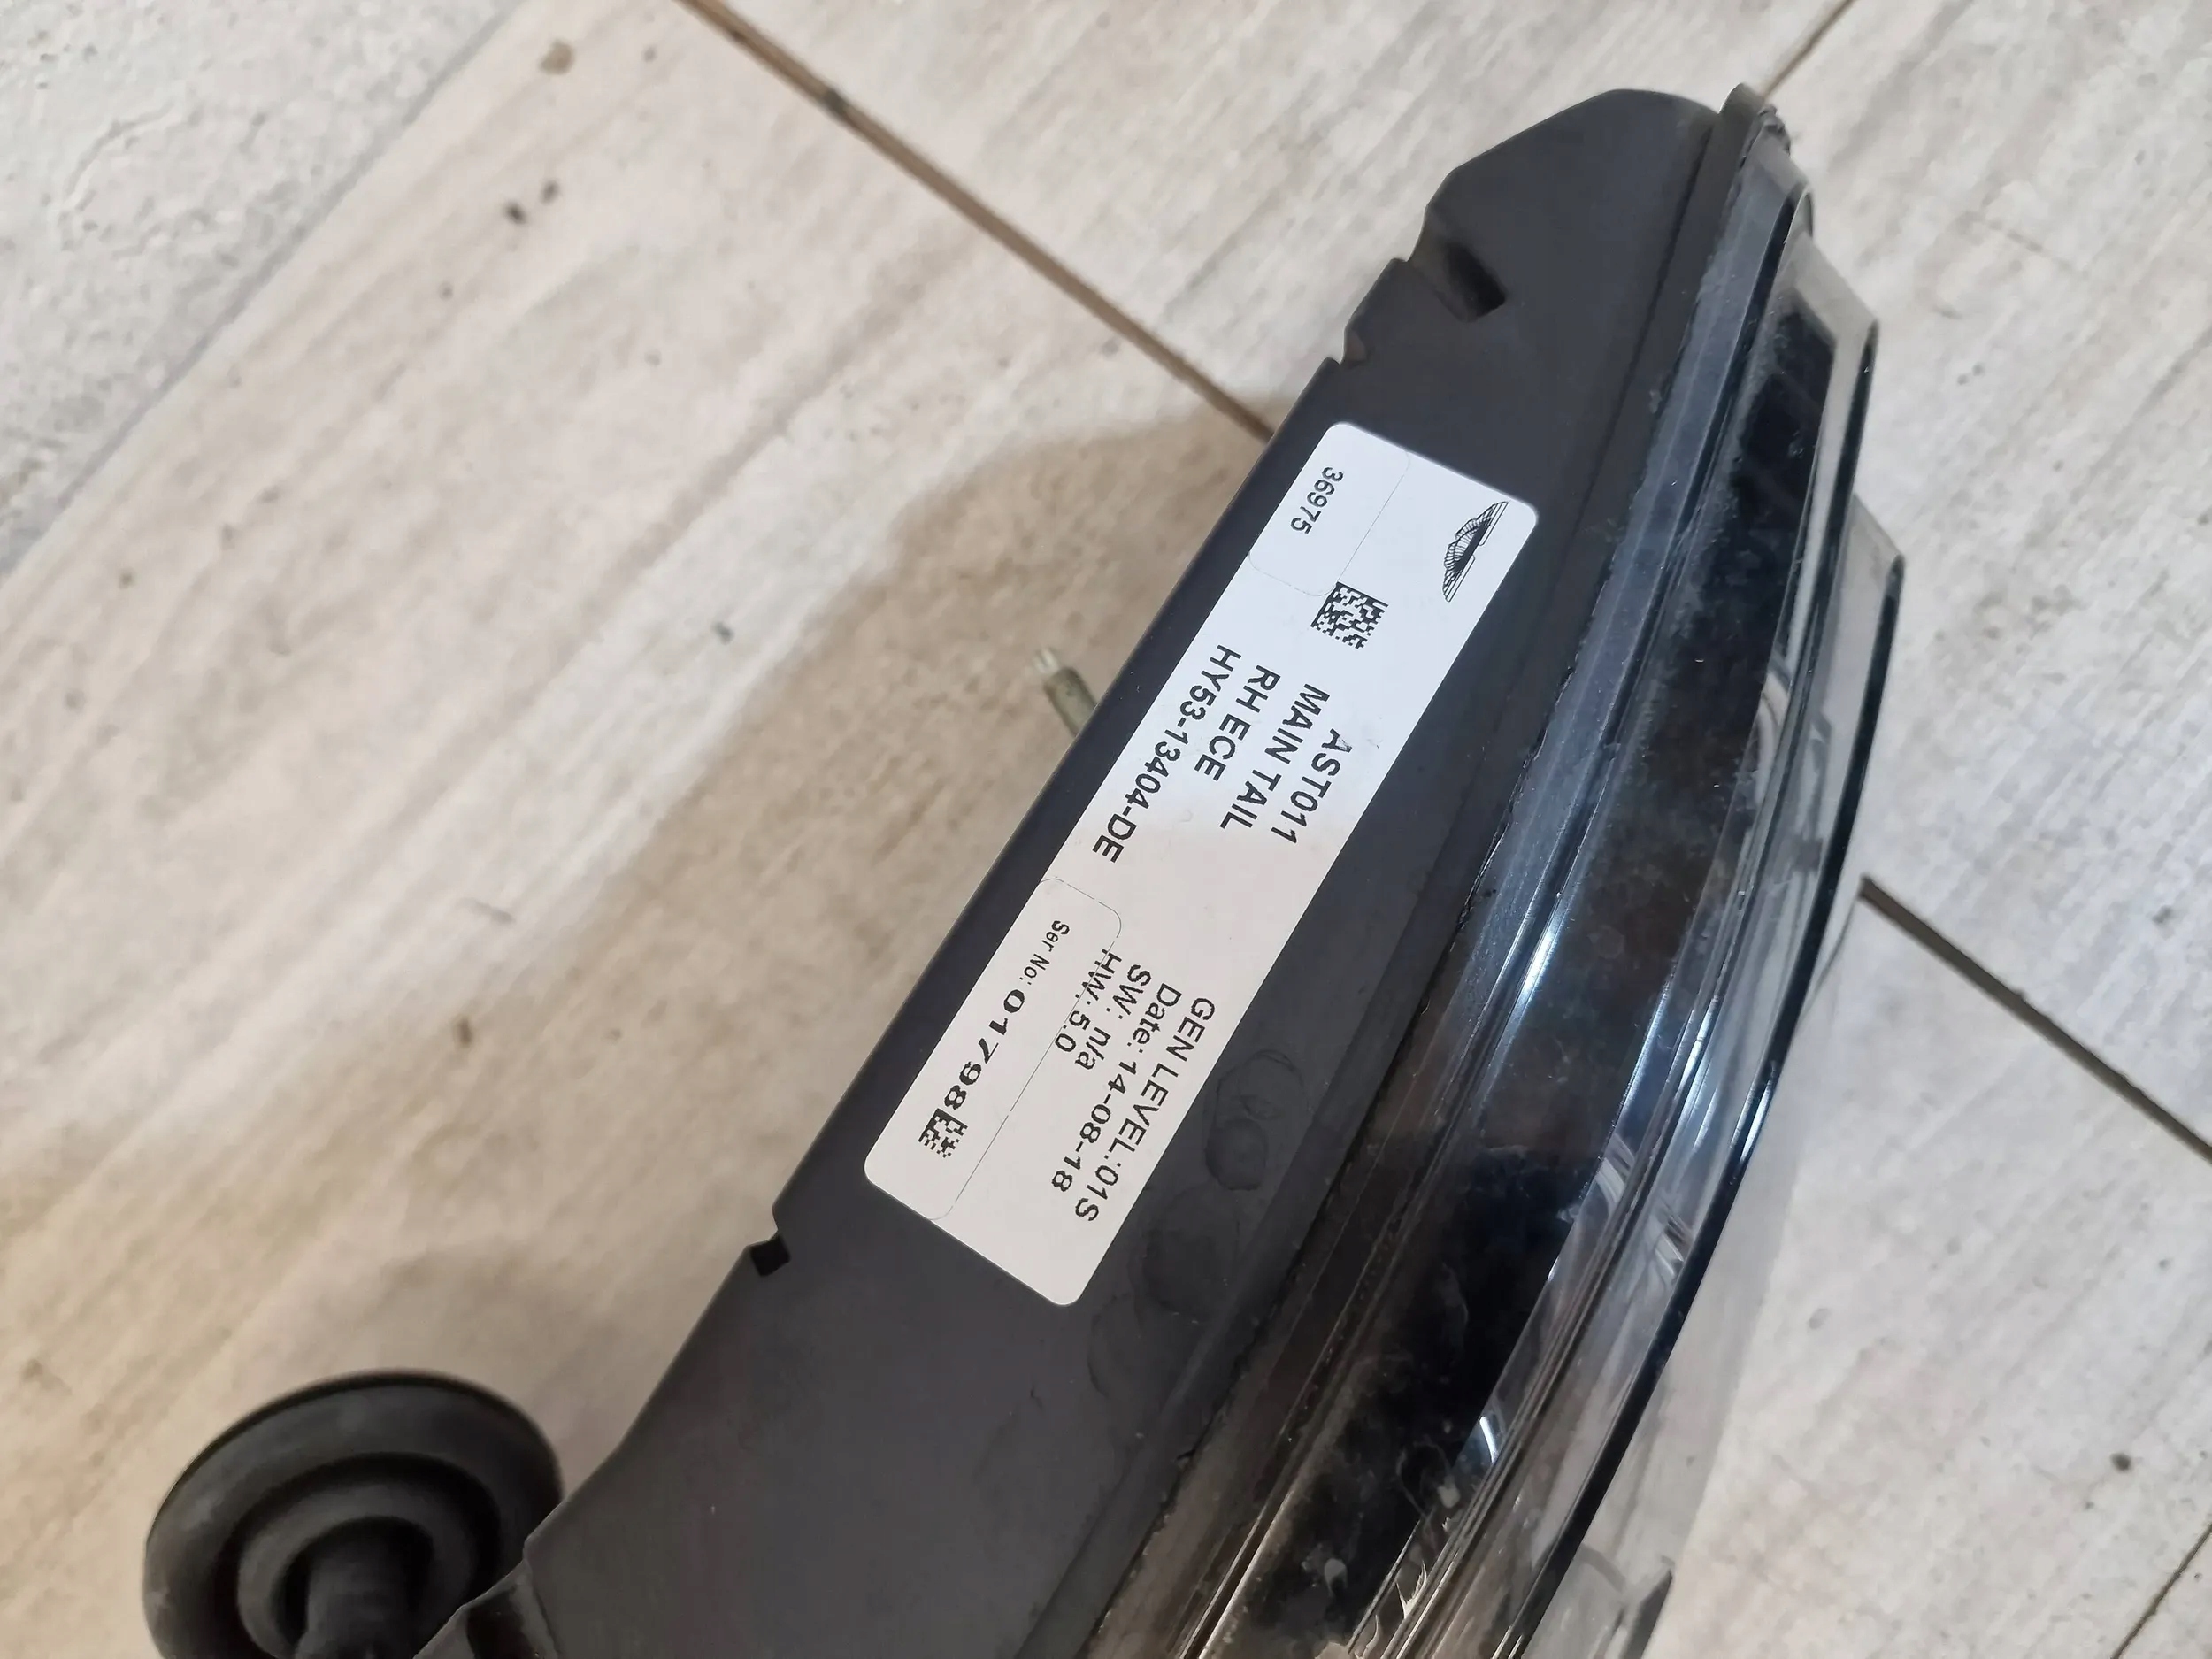 36975
AST011
MAIN TAIL
RH ECE
HY53-13404-DE
GEN LEVEL:01S
Date: 14-08-18
SW: n/a
HW: 5.0
Ser No.: 01798